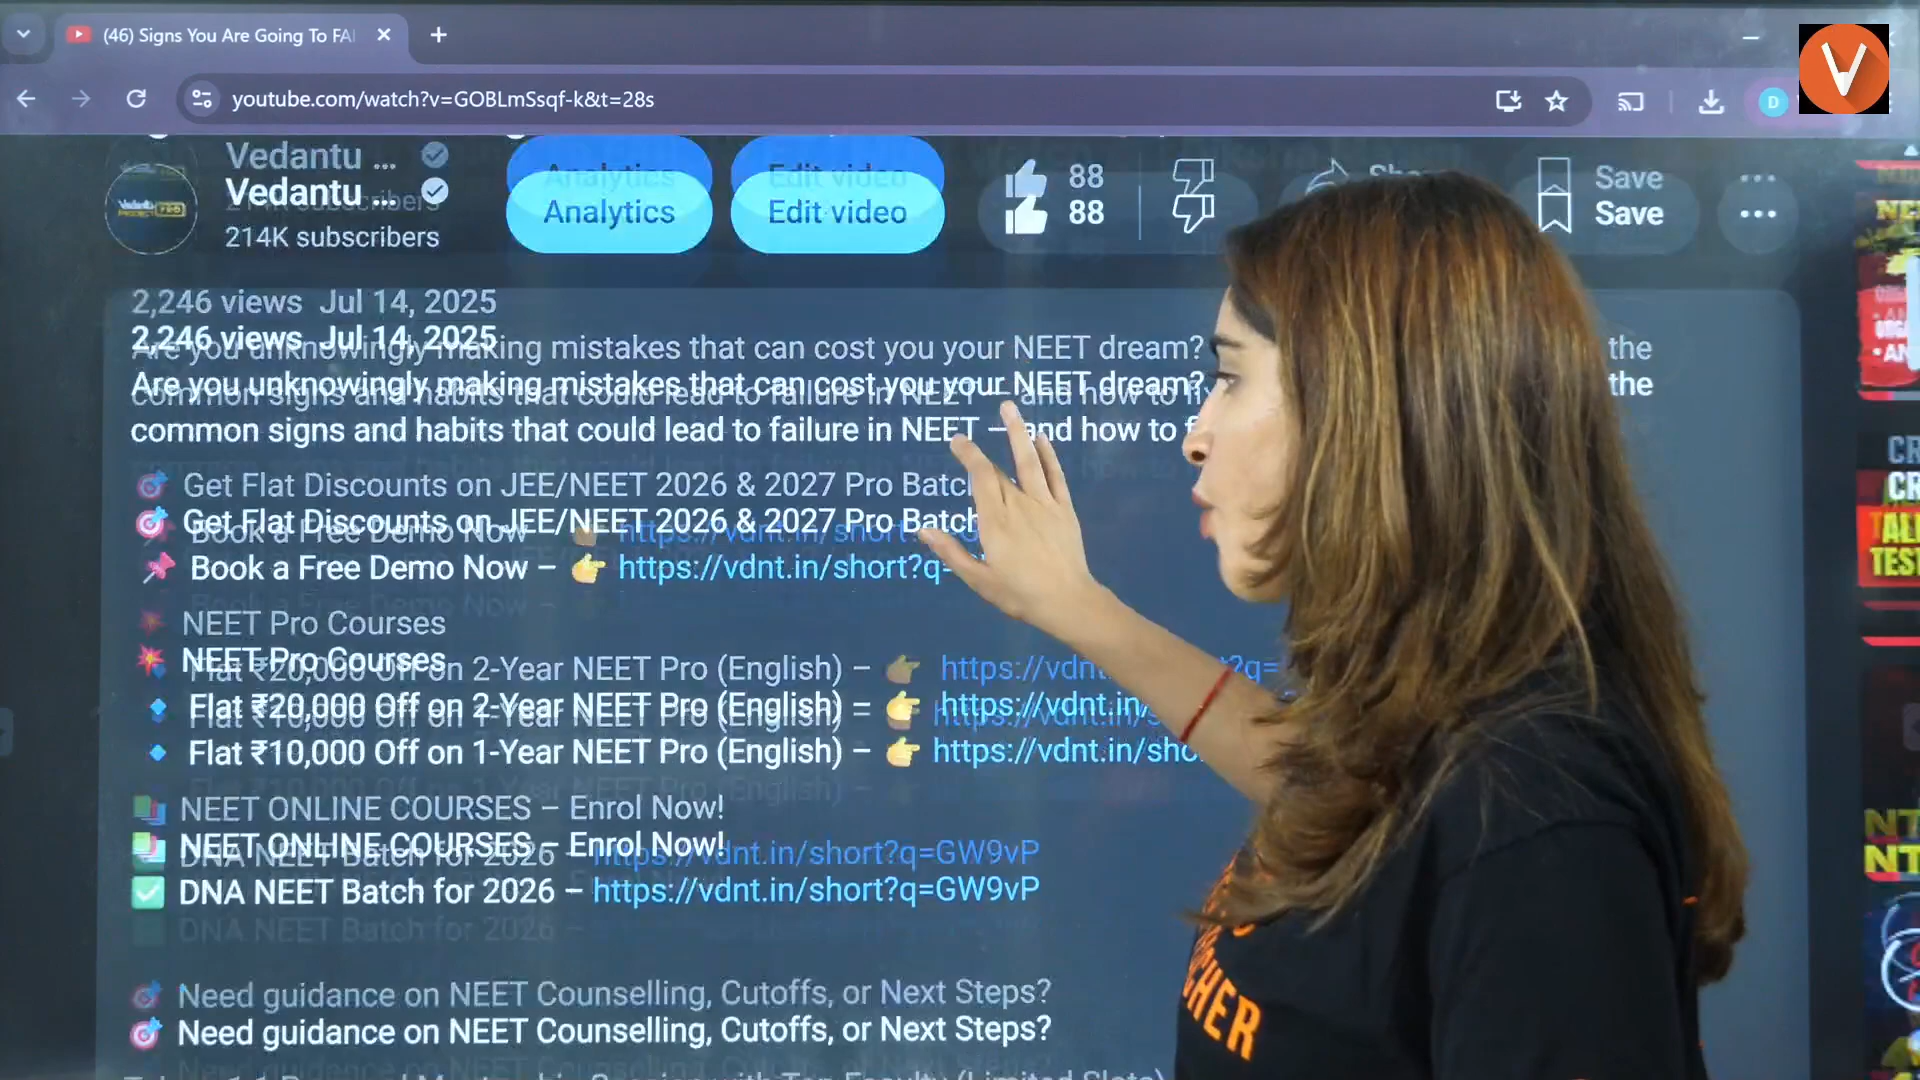 (46) Signs You Are Going To FAI
youtube.com/watch?v=GOBLmSsqf-k&t=28s
D
V
Vedantu ...
214K subscribers
Analytics
Edit video
88
Save
2,246 views Jul 14, 2025
Are you unknowingly making mistakes that can cost you your NEET dream? the
common signs and habits that could lead to failure in NEET — and how to
Get Flat Discounts on JEE/NEET 2026 & 2027 Pro Batch
Book a Free Demo Now – https://vdnt.in/short?q=
NEET Pro Courses
Flat ₹20,000 Off on 2-Year NEET Pro (English) – https://vdnt.in/
Flat ₹10,000 Off on 1-Year NEET Pro (English) – https://vdnt.in/sho
NEET ONLINE COURSES – Enrol Now!
DNA NEET Batch for 2026 – https://vdnt.in/short?q=GW9vP
Need guidance on NEET Counselling, Cutoffs, or Next Steps?
CR
TEST
NT